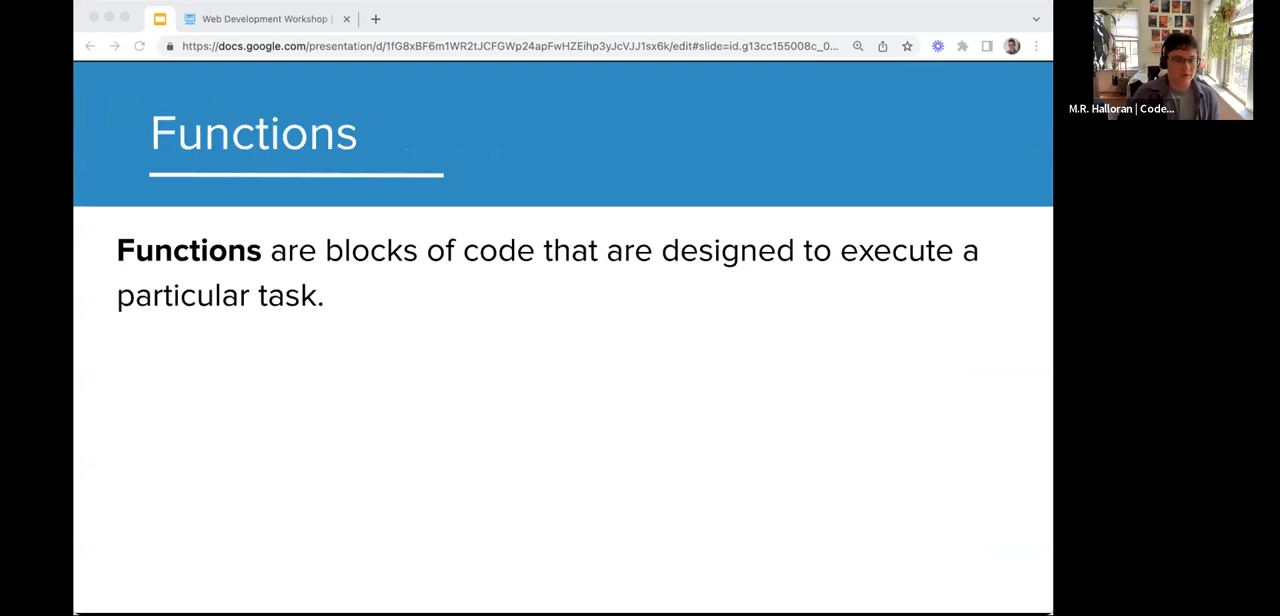 Web Development Workshop |
https://docs.google.com/presentation/d/1fG8xBF6m1WR2tJCFGWp24apFwHZEihp3yJcVJJ1sx6k/edit#slide=id.g13cc155008c_0...
M.R. Halloran | Code...
Functions
Functions are blocks of code that are designed to execute a
particular task.